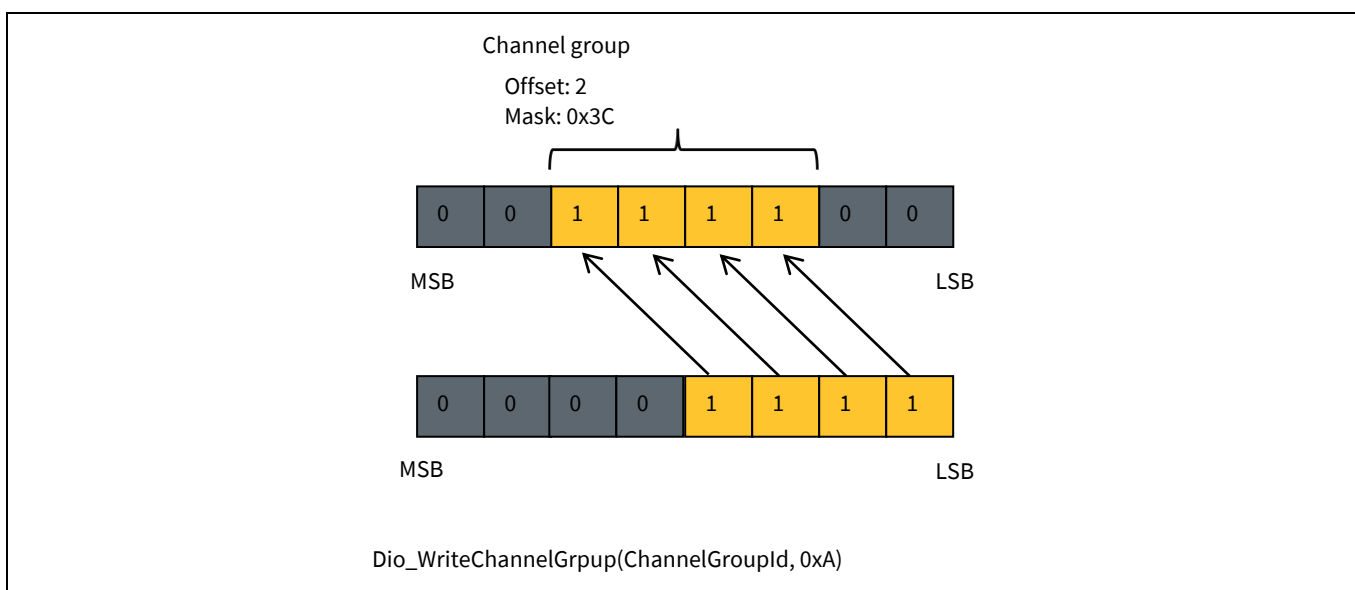 Channel group
Offset: 2
Mask: 0x3C
0 0 1 1 1 1 0 0
MSB LSB
0 0 0 0 1 1 1 1
MSB LSB
Dio_WriteChannelGrpup(ChannelGroupId, 0xA)